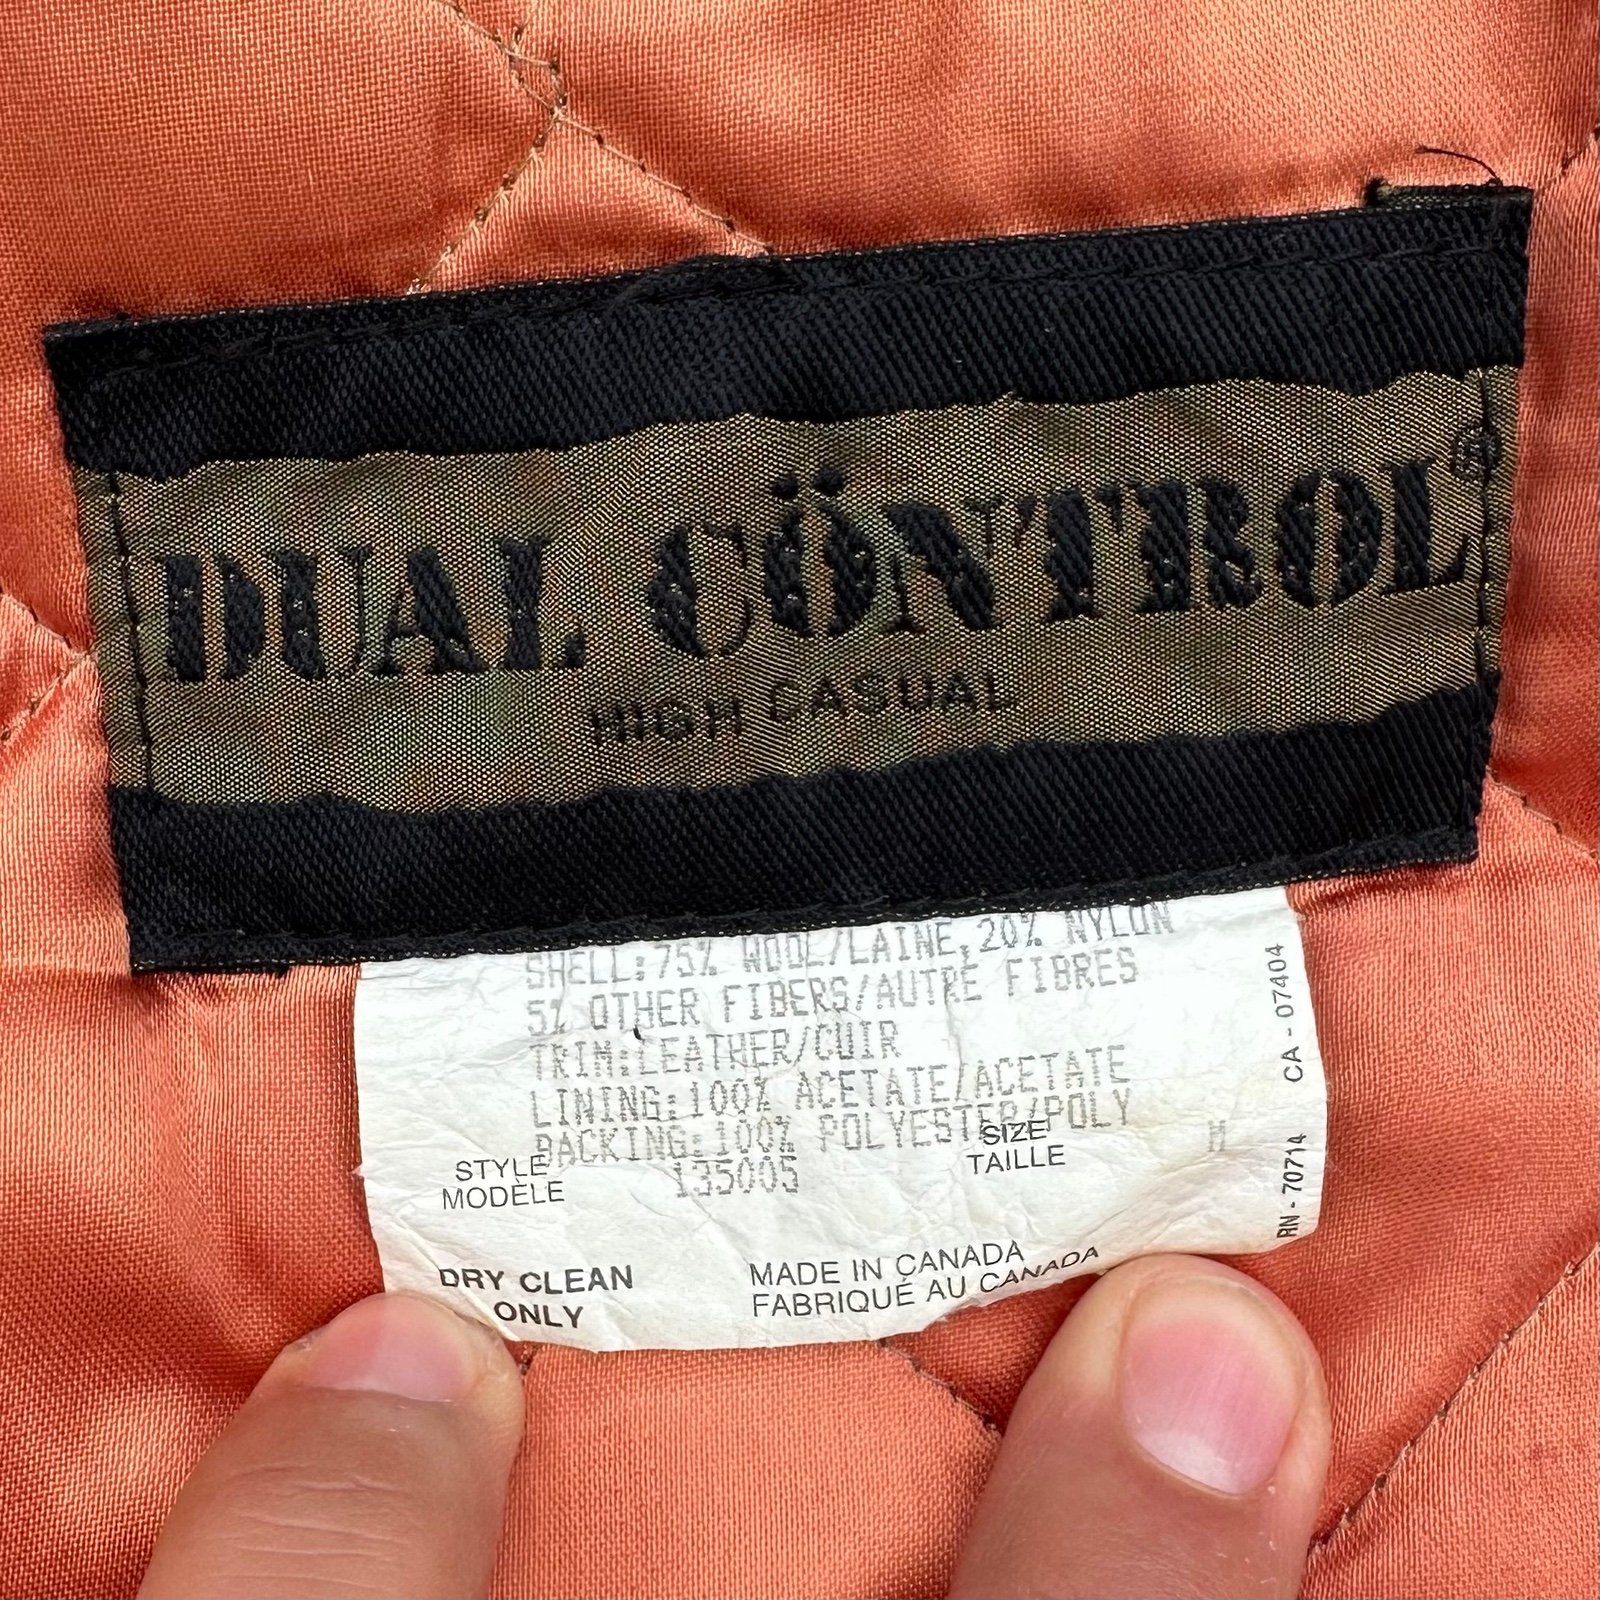 DUAL CÖNTROL®
HIGH CASUAL
SHELL:75% WOOL/LAINE,20% NYLON
5% OTHER FIBERS/AUTRE FIBRES
TRIM:LEATHER/CUIR
LINING:100% ACETATE/ACETATE
BACKING:100% POLYESTER/POLY
STYLE
MODÈLE
135005
SIZE
TAILLE
M
DRY CLEAN
ONLY
MADE IN CANADA
FABRIQUÉ AU CANADA
RN - 70714 CA - 07404